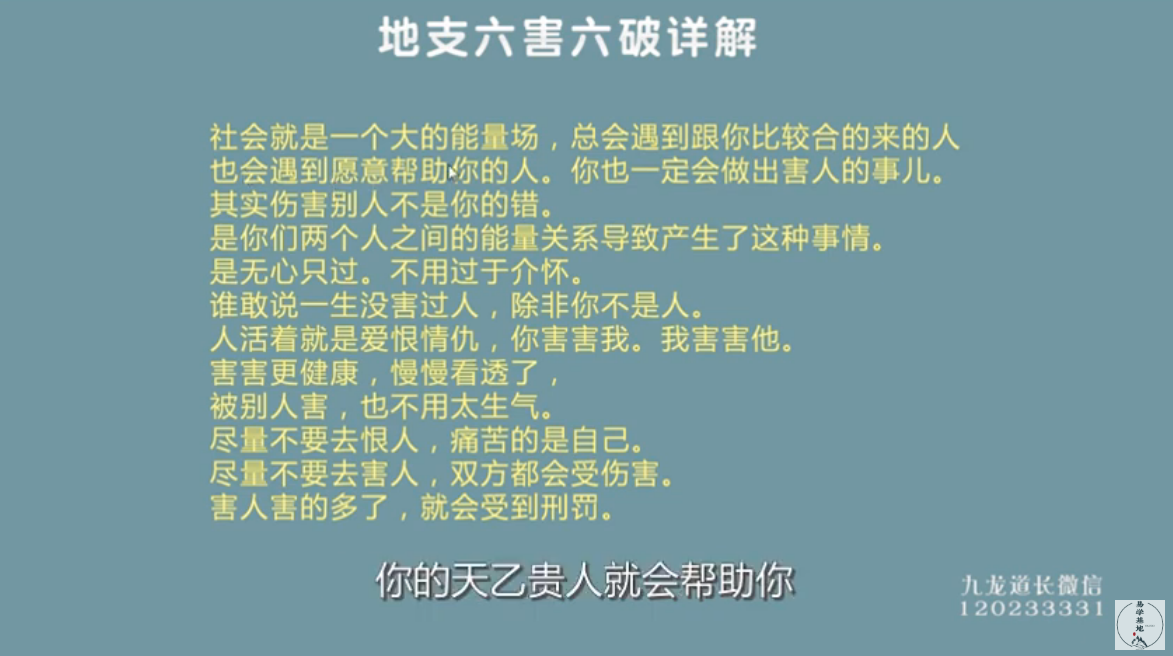 地支六害六破详解
社会就是一个大的能量场，总会遇到跟你比较合的来的人
也会遇到愿意帮助你的人。你也一定会做出害人的事儿。
其实伤害别人不是你的错。
是你们两个人之间的能量关系导致产生了这种事情。
是无心只过。不用过于介怀。
谁敢说一生没害过人，除非你不是人。
人活着就是爱恨情仇，你害害我。我害害他。
害害更健康，慢慢看透了，
被别人害，也不用太生气。
尽量不要去恨人，痛苦的是自己。
尽量不要去害人，双方都会受伤害。
害人害的多了，就会受到刑罚。
你的天乙贵人就会帮助你
九龙道长微信
120233331
易学基地